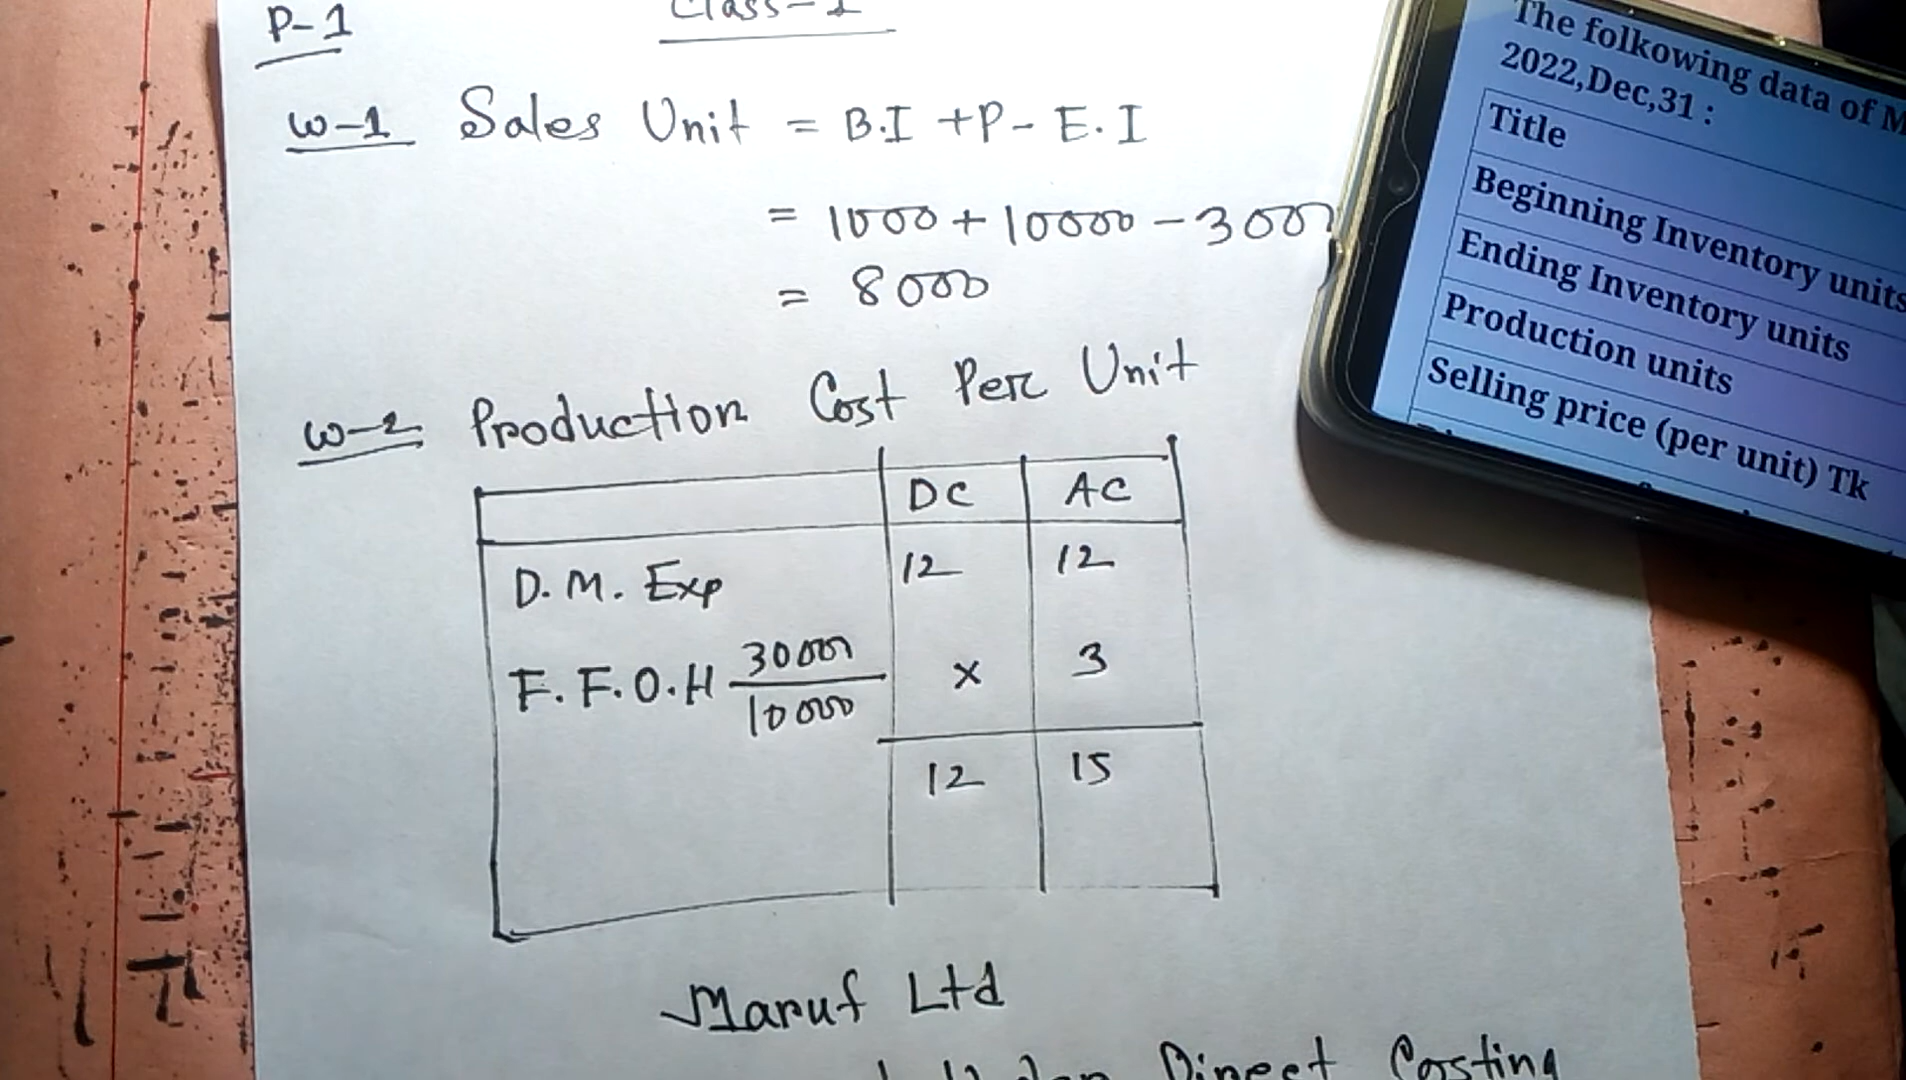 P-1
Class-1
W-1 Sales Unit = B.I + P - E.I
= 1000 + 10000 - 3000
= 8000
W-2 Production Cost Per Unit
DC AC
D.M. Exp 12 12
F.F.O.H 30000/10000 x 3
12 15
Maruf Ltd
Direct Costing
The folkowing data of M
2022,Dec,31 :
Title
Beginning Inventory units
Ending Inventory units
Production units
Selling price (per unit) Tk